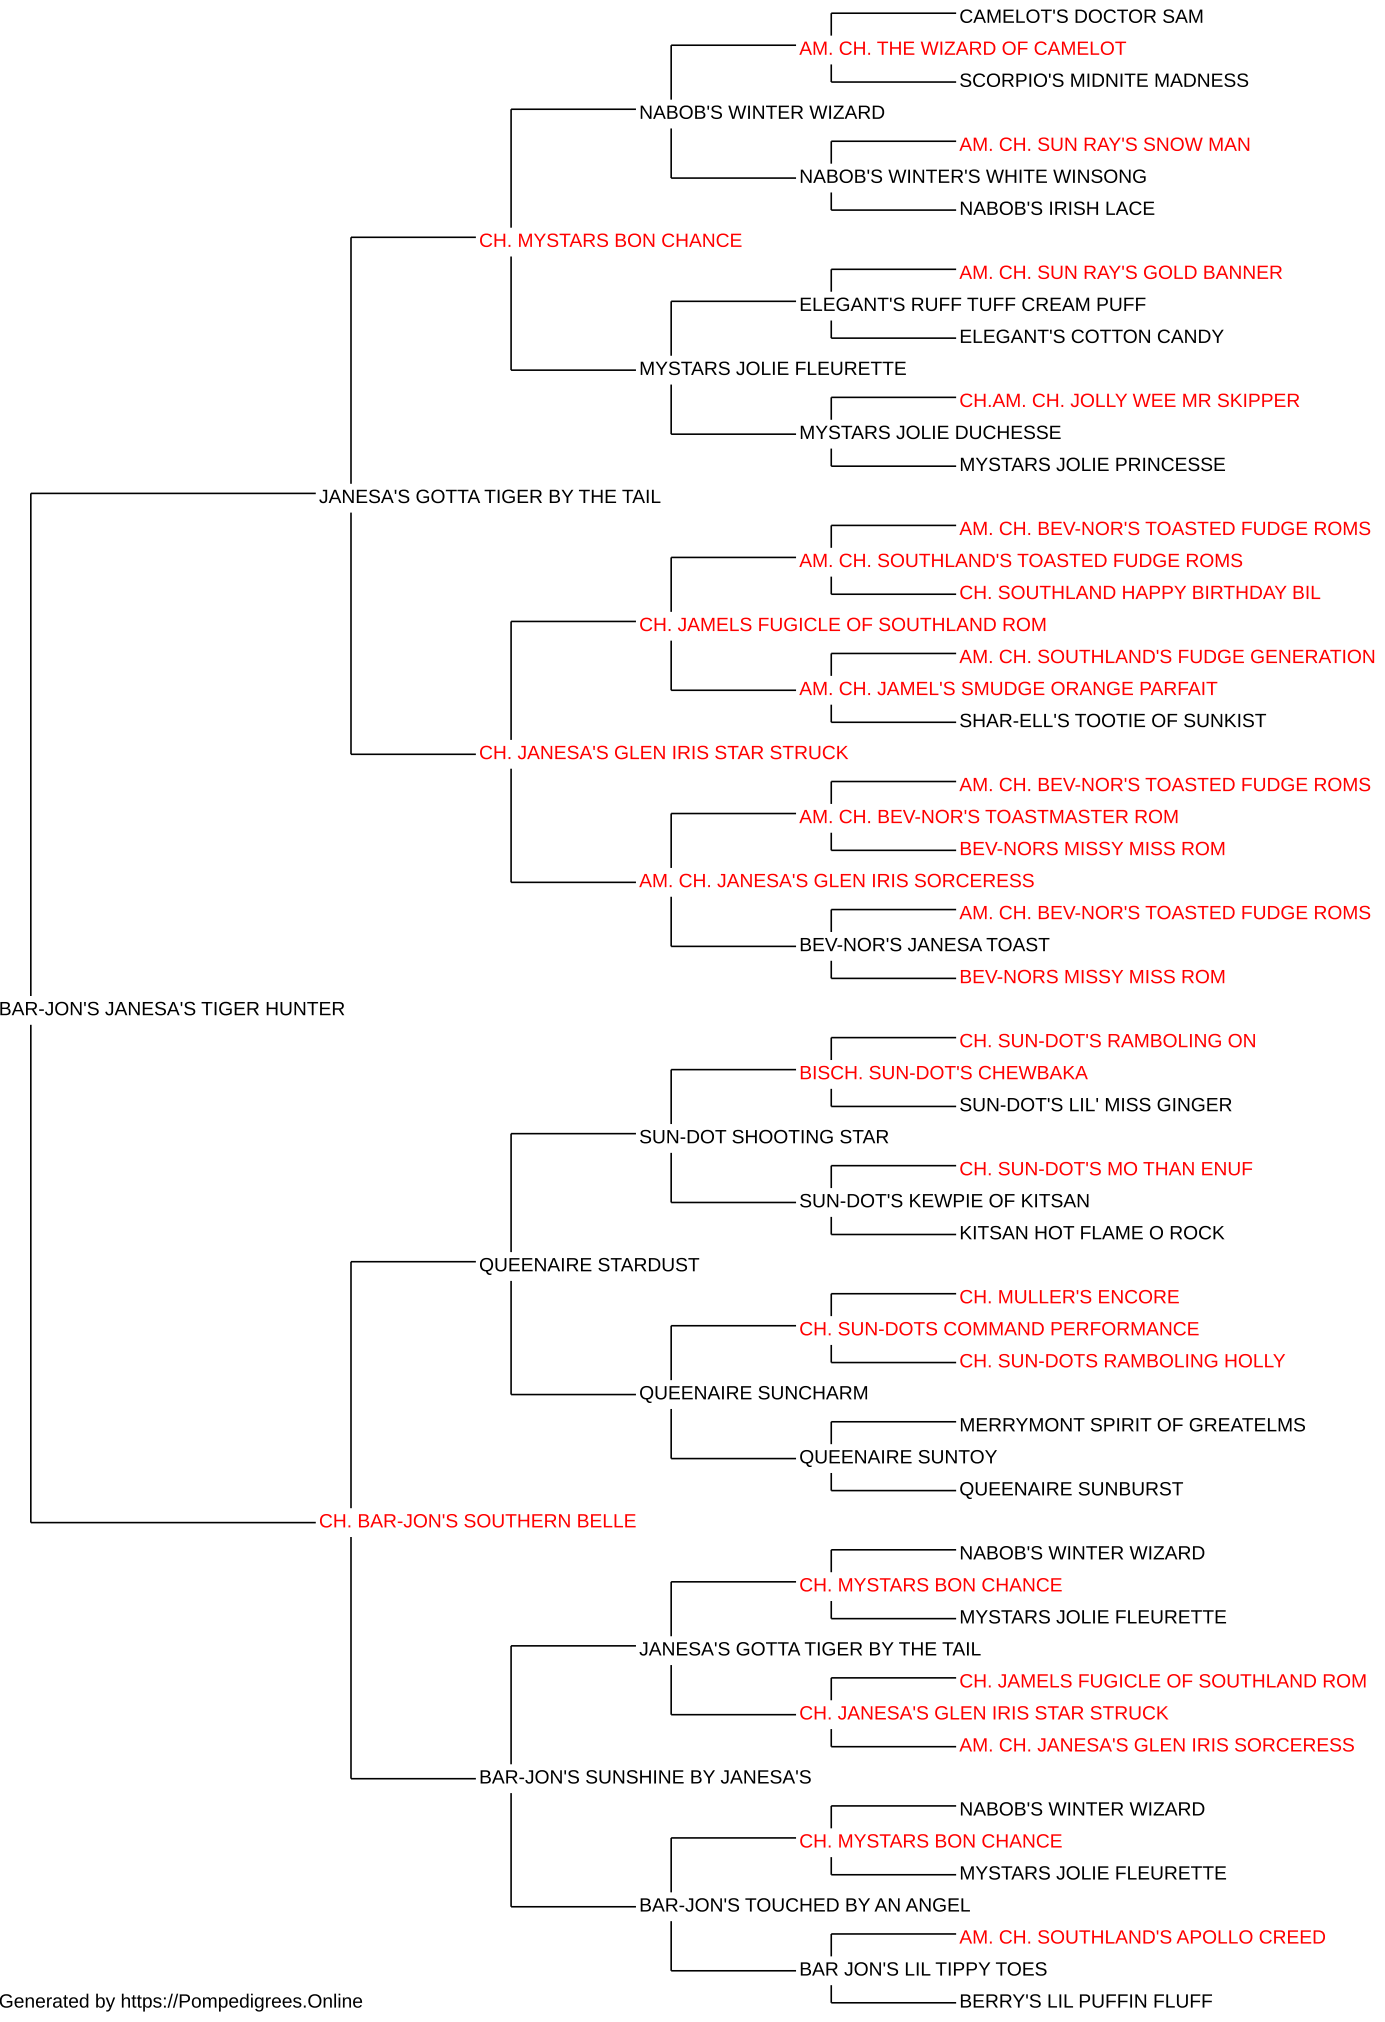 CAMELOT'S DOCTOR SAM
AM. CH. THE WIZARD OF CAMELOT
SCORPIO'S MIDNITE MADNESS
NABOB'S WINTER WIZARD
AM. CH. SUN RAY'S SNOW MAN
NABOB'S WINTER'S WHITE WINSONG
NABOB'S IRISH LACE
CH. MYSTARS BON CHANCE
AM. CH. SUN RAY'S GOLD BANNER
ELEGANT'S RUFF TUFF CREAM PUFF
ELEGANT'S COTTON CANDY
MYSTARS JOLIE FLEURETTE
CH.AM. CH. JOLLY WEE MR SKIPPER
MYSTARS JOLIE DUCHESSE
MYSTARS JOLIE PRINCESSE
JANESA'S GOTTA TIGER BY THE TAIL
AM. CH. BEV-NOR'S TOASTED FUDGE ROMS
AM. CH. SOUTHLAND'S TOASTED FUDGE ROMS
CH. SOUTHLAND HAPPY BIRTHDAY BIL
CH. JAMELS FUGICLE OF SOUTHLAND ROM
AM. CH. SOUTHLAND'S FUDGE GENERATION
AM. CH. JAMEL'S SMUDGE ORANGE PARFAIT
SHAR-ELL'S TOOTIE OF SUNKIST
CH. JANESA'S GLEN IRIS STAR STRUCK
AM. CH. BEV-NOR'S TOASTED FUDGE ROMS
AM. CH. BEV-NOR'S TOASTMASTER ROM
BEV-NORS MISSY MISS ROM
AM. CH. JANESA'S GLEN IRIS SORCERESS
AM. CH. BEV-NOR'S TOASTED FUDGE ROMS
BEV-NOR'S JANESA TOAST
BEV-NORS MISSY MISS ROM
BAR-JON'S JANESA'S TIGER HUNTER
CH. SUN-DOT'S RAMBOLING ON
BISCH. SUN-DOT'S CHEWBAKA
SUN-DOT'S LIL' MISS GINGER
SUN-DOT SHOOTING STAR
CH. SUN-DOT'S MO THAN ENUF
SUN-DOT'S KEWPIE OF KITSAN
KITSAN HOT FLAME O ROCK
QUEENAIRE STARDUST
CH. MULLER'S ENCORE
CH. SUN-DOTS COMMAND PERFORMANCE
CH. SUN-DOTS RAMBOLING HOLLY
QUEENAIRE SUNCHARM
MERRYMONT SPIRIT OF GREATELMS
QUEENAIRE SUNTOY
QUEENAIRE SUNBURST
CH. BAR-JON'S SOUTHERN BELLE
NABOB'S WINTER WIZARD
CH. MYSTARS BON CHANCE
MYSTARS JOLIE FLEURETTE
JANESA'S GOTTA TIGER BY THE TAIL
CH. JAMELS FUGICLE OF SOUTHLAND ROM
CH. JANESA'S GLEN IRIS STAR STRUCK
AM. CH. JANESA'S GLEN IRIS SORCERESS
BAR-JON'S SUNSHINE BY JANESA'S
NABOB'S WINTER WIZARD
CH. MYSTARS BON CHANCE
MYSTARS JOLIE FLEURETTE
BAR-JON'S TOUCHED BY AN ANGEL
AM. CH. SOUTHLAND'S APOLLO CREED
BAR JON'S LIL TIPPY TOES
BERRY'S LIL PUFFIN FLUFF
Generated by https://Pompedigrees.Online